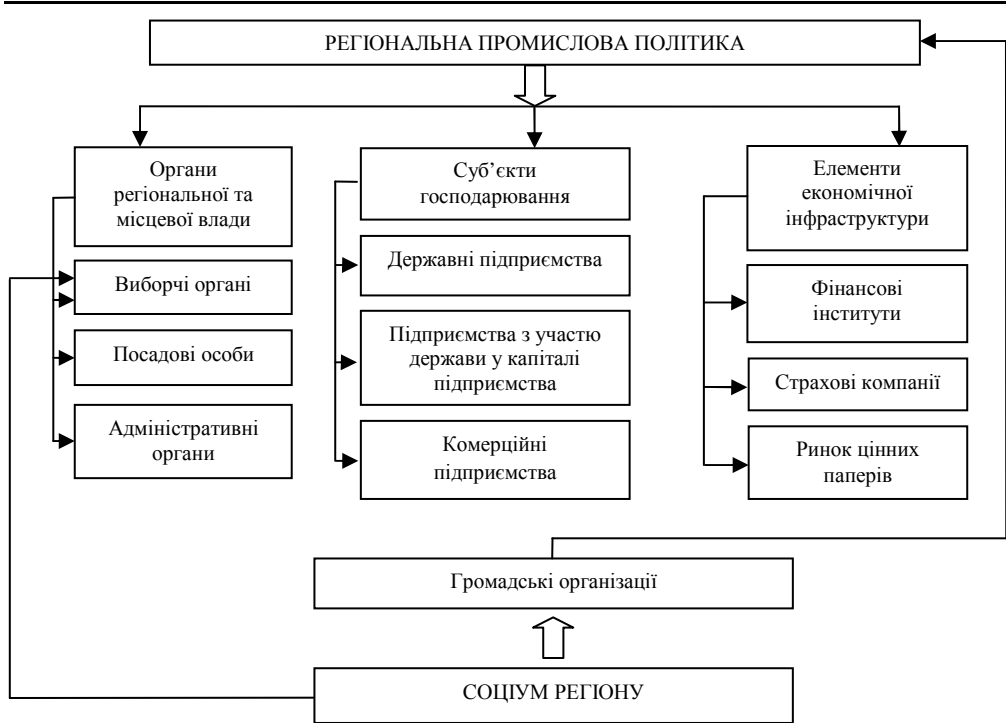 РЕГІОНАЛЬНА ПРОМИСЛОВА ПОЛІТИКА
Органи
регіональної та
місцевої влади
Виборчі органі
Посадові особи
Адміністративні
органи
Суб’єкти
господарювання
Державні підприємства
Підприємства з участю
держави у капіталі
підприємства
Комерційні
підприємства
Елементи
економічної
інфраструктури
Фінансові
інститути
Страхові компанії
Ринок цінних
паперів
Громадські організації
СОЦІУМ РЕГІОНУ